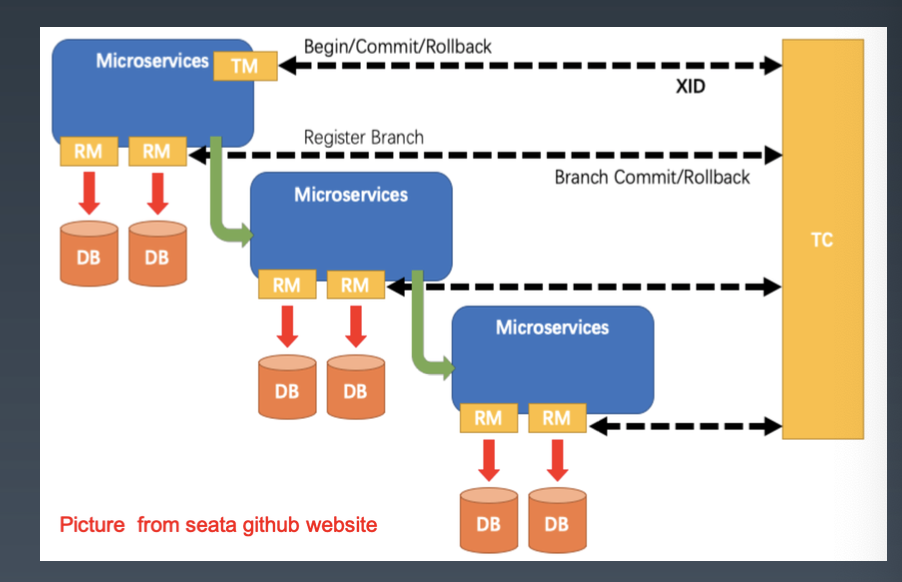 Begin/Commit/Rollback
Microservices
TM
XID
Register Branch
RM
RM
Branch Commit/Rollback
Microservices
TC
DB
DB
RM
RM
Microservices
DB
DB
RM
RM
Picture from seata github website
DB
DB